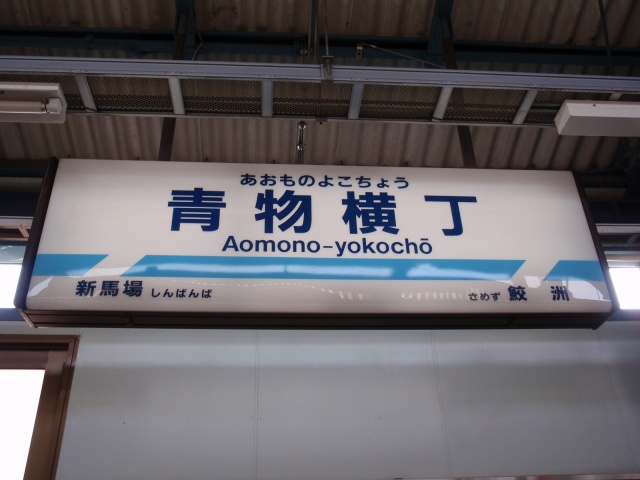 あおものよこちょう
青物横丁
Aomono-yokochō
新馬場 しんばんば
さめず 鮫洲